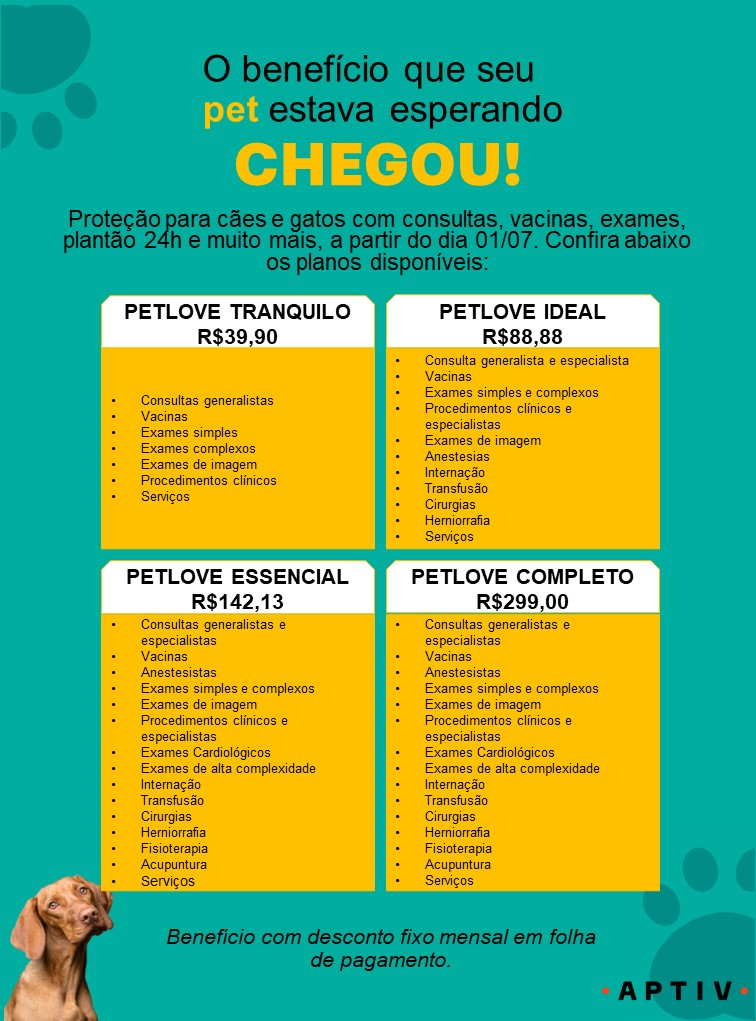 O benefício que seu
pet estava esperando
CHEGOU!
Proteção para cães e gatos com consultas, vacinas, exames,
plantão 24h e muito mais, a partir do dia 01/07. Confira abaixo
os planos disponíveis:
PETLOVE TRANQUILO
R$39,90
• Consultas generalistas
• Vacinas
• Exames simples
• Exames complexos
• Exames de imagem
• Procedimentos clínicos
• Serviços
PETLOVE IDEAL
R$88,88
• Consulta generalista e especialista
• Vacinas
• Exames simples e complexos
• Procedimentos clínicos e
especialistas
• Exames de imagem
• Anestesias
• Internação
• Transfusão
• Cirurgias
• Herniorrafia
• Serviços
PETLOVE ESSENCIAL
R$142,13
• Consultas generalistas e
especialistas
• Vacinas
• Anestesistas
• Exames simples e complexos
• Exames de imagem
• Procedimentos clínicos e
especialistas
• Exames Cardiológicos
• Exames de alta complexidade
• Internação
• Transfusão
• Cirurgias
• Herniorrafia
• Fisioterapia
• Acupuntura
• Serviços
PETLOVE COMPLETO
R$299,00
• Consultas generalistas e
especialistas
• Vacinas
• Anestesistas
• Exames simples e complexos
• Exames de imagem
• Procedimentos clínicos e
especialistas
• Exames Cardiológicos
• Exames de alta complexidade
• Internação
• Transfusão
• Cirurgias
• Herniorrafia
• Fisioterapia
• Acupuntura
• Serviços
Benefício com desconto fixo mensal em folha
de pagamento.
• APTIV •